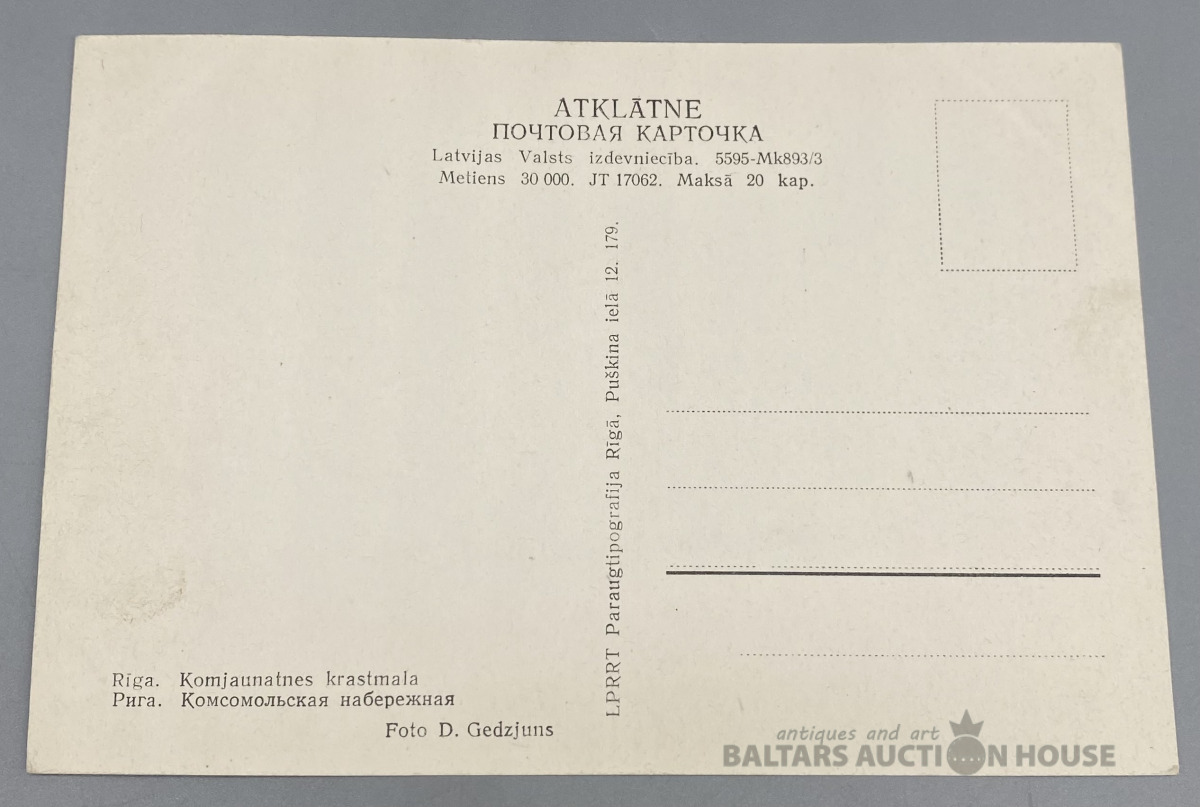 ATKLĀTNE
ПОЧТОВАЯ КАРТОЧКА
Latvijas Valsts izdevniecība. 5595-Mk893/3
Metiens 30 000. JT 17062. Maksā 20 kap.
LPRRT Paraugtipografija Rīgā, Puškina ielā 12. 179.
Rīga. Komjaunatnes krastmala
Рига. Комсомольская набережная
Foto D. Gedzjuns
antiques and art
BALTARS AUCTION HOUSE